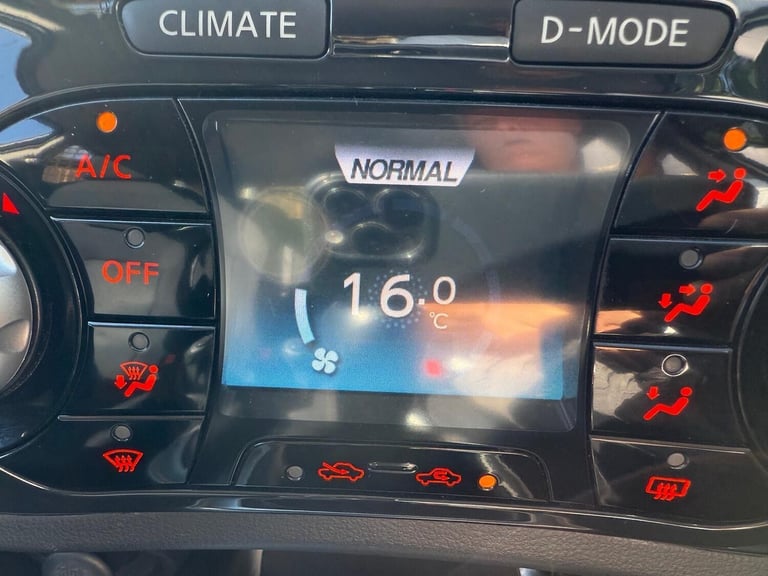 CLIMATE
D-MODE
A/C
NORMAL
OFF
16.0
°C